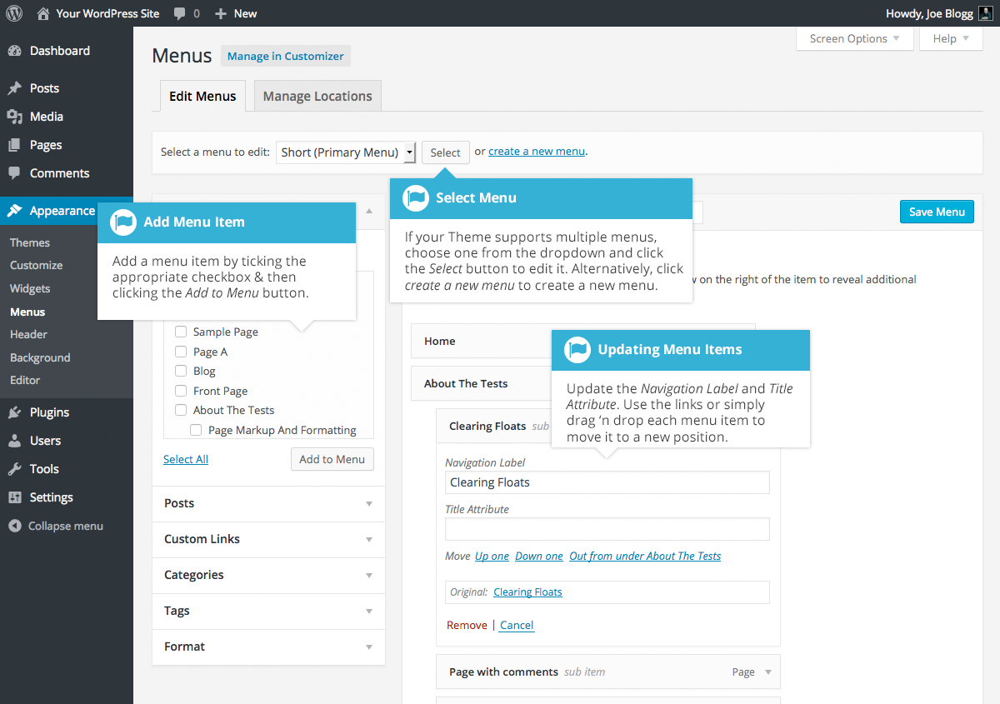 Your WordPress Site 0 New Howdy, Joe Blogg
Screen Options Help
Dashboard
Posts
Media
Pages
Comments
Appearance
Themes
Customize
Widgets
Menus
Header
Background
Editor
Plugins
Users
Tools
Settings
Collapse menu
Menus Manage in Customizer
Edit Menus Manage Locations
Select a menu to edit: Short (Primary Menu) Select or create a new menu.
Save Menu
Select Menu
If your Theme supports multiple menus,
choose one from the dropdown and click
the Select button to edit it. Alternatively, click
create a new menu to create a new menu.
Add Menu Item
Add a menu item by ticking the
appropriate checkbox & then
clicking the Add to Menu button.
on the right of the item to reveal additional
Sample Page
Page A
Blog
Front Page
About The Tests
Page Markup And Formatting
Select All Add to Menu
Posts
Custom Links
Categories
Tags
Format
Home
About The Tests
Updating Menu Items
Update the Navigation Label and Title
Attribute. Use the links or simply
drag ‘n drop each menu item to
move it to a new position.
Clearing Floats sub
Navigation Label
Clearing Floats
Title Attribute
Move Up one Down one Out from under About The Tests
Original: Clearing Floats
Remove | Cancel
Page with comments sub item Page